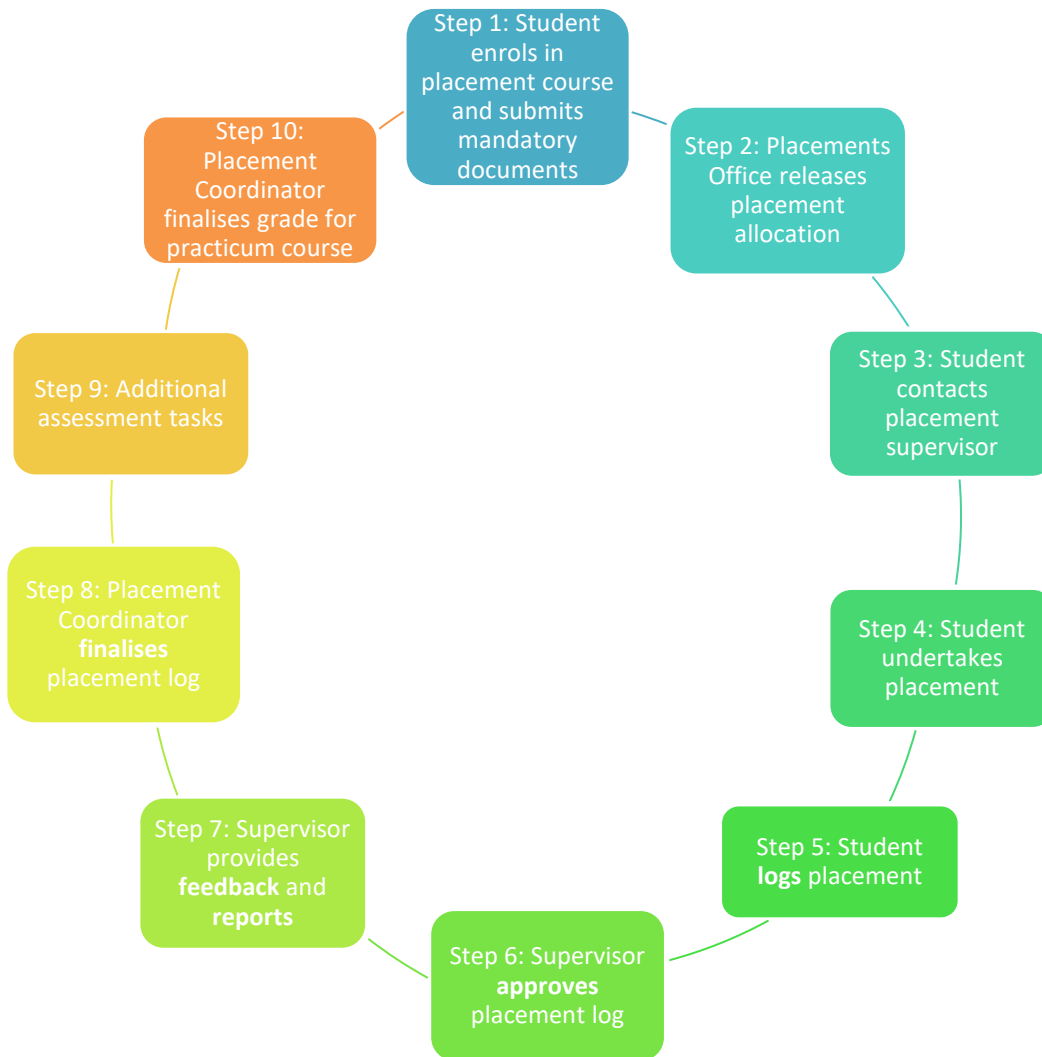 Step 1: Student
enrols in
placement course
and submits
mandatory
documents
Step 2: Placements
Office releases
placement
allocation
Step 3: Student
contacts
placement
supervisor
Step 4: Student
undertakes
placement
Step 5: Student
logs placement
Step 6: Supervisor
approves
placement log
Step 7: Supervisor
provides
feedback and
reports
Step 8: Placement
Coordinator
finalises
placement log
Step 9: Additional
assessment tasks
Step 10:
Placement
Coordinator
finalises grade for
practicum course